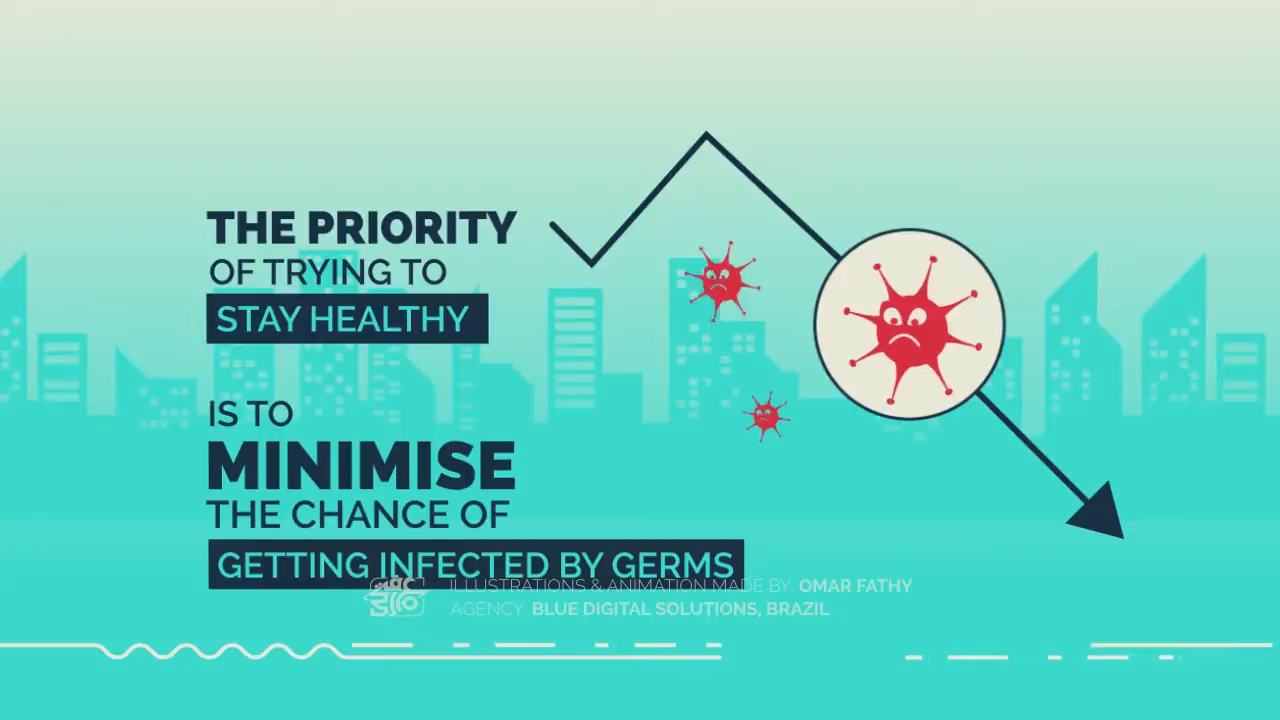 THE PRIORITY
OF TRYING TO
STAY HEALTHY
IS TO
MINIMISE
THE CHANCE OF
GETTING INFECTED BY GERMS
ILLUSTRATIONS & ANIMATION MADE BY: OMAR FATHY
AGENCY: BLUE DIGITAL SOLUTIONS, BRAZIL